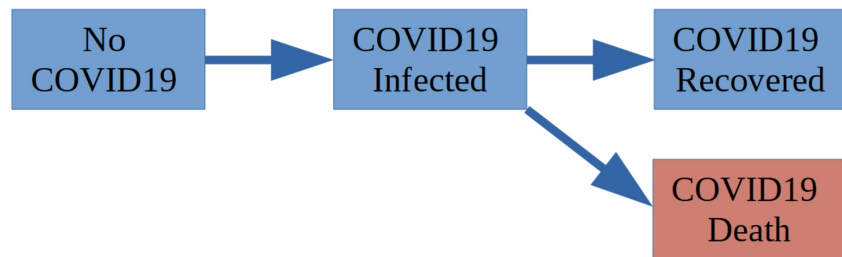 No
COVID19
COVID19
Infected
COVID19
Recovered
COVID19
Death